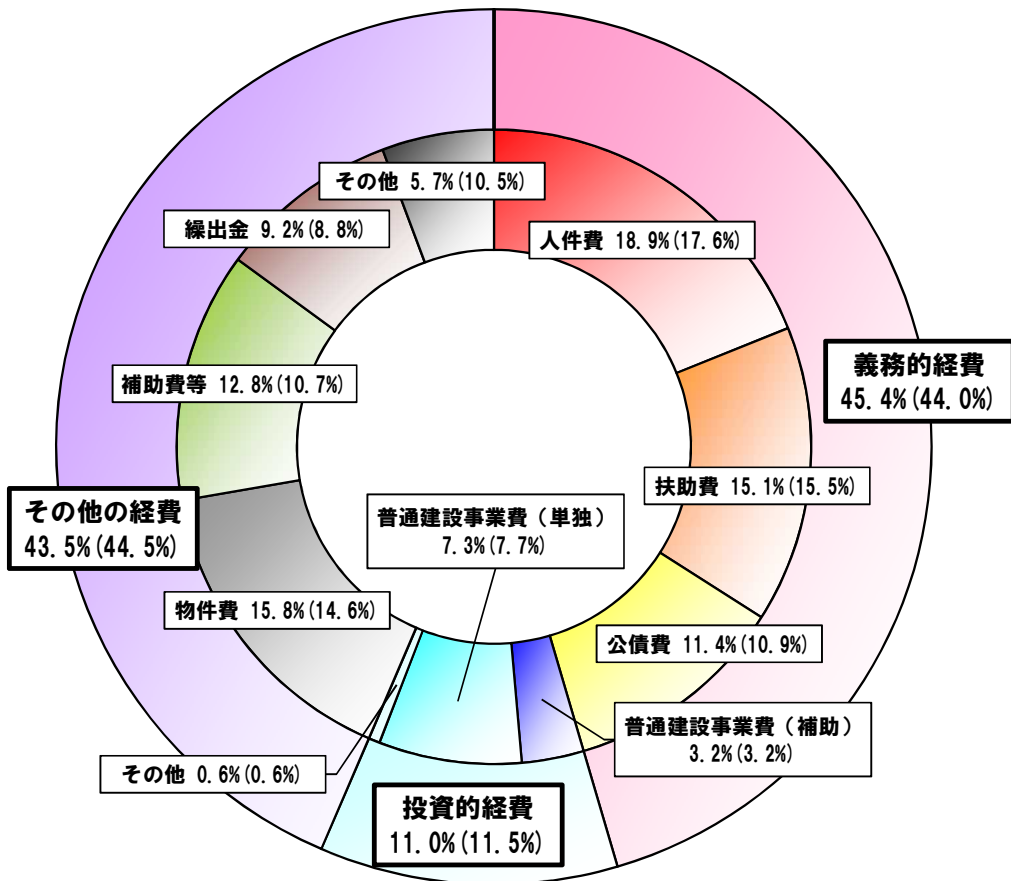 その他 5.7%(10.5%)
繰出金 9.2%(8.8%)
人件費 18.9%(17.6%)
補助費等 12.8%(10.7%)
義務的経費
45.4%(44.0%)
扶助費 15.1%(15.5%)
その他の経費
43.5%(44.5%)
普通建設事業費（単独）
7.3%(7.7%)
物件費 15.8%(14.6%)
公債費 11.4%(10.9%)
普通建設事業費（補助）
3.2%(3.2%)
その他 0.6%(0.6%)
投資的経費
11.0%(11.5%)